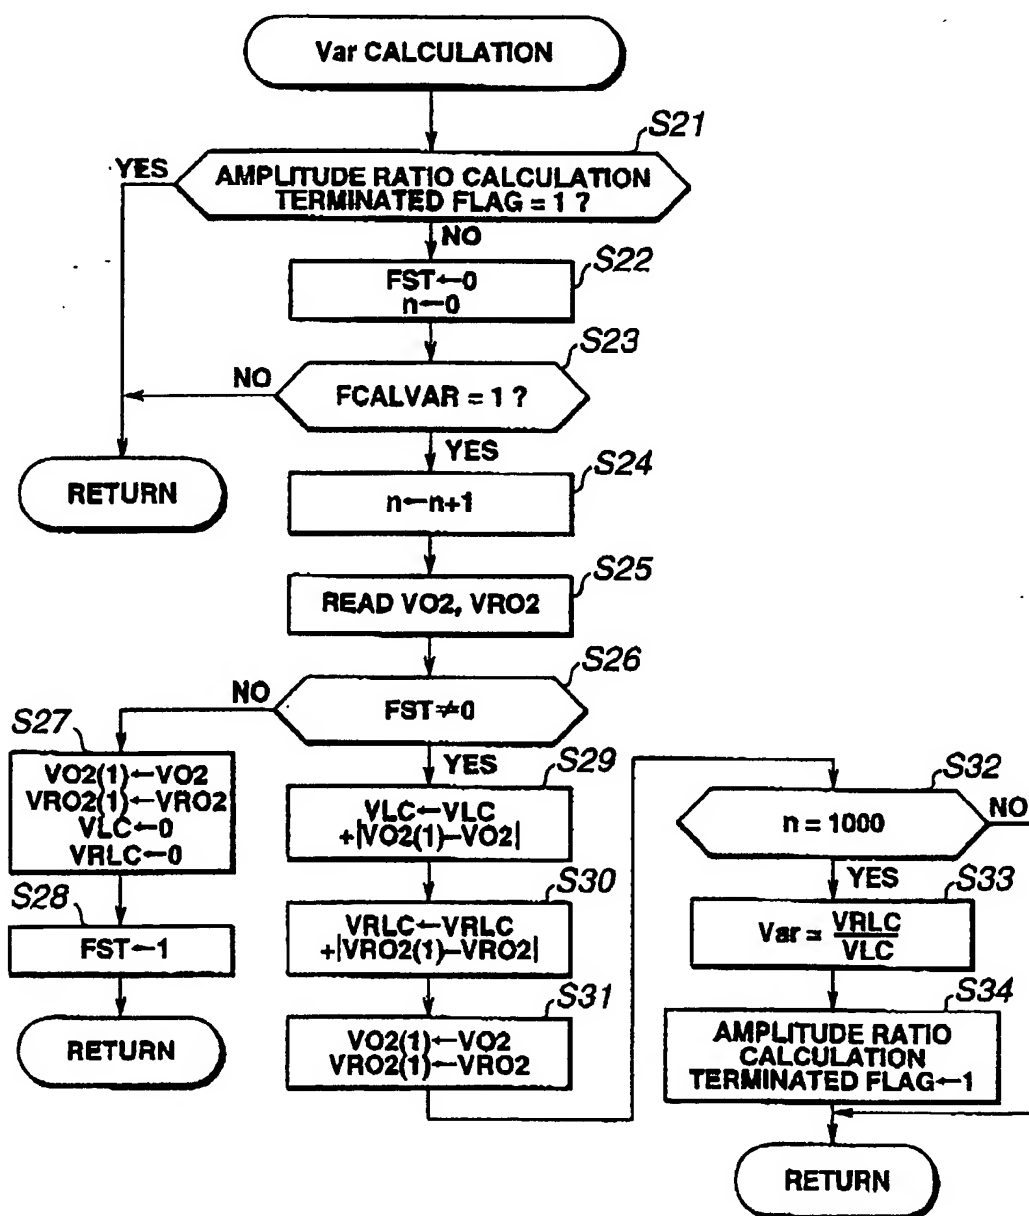 Var CALCULATION
S21
YES
AMPLITUDE RATIO CALCULATION
TERMINATED FLAG = 1 ?
NO
S22
FST←0
n←0
S23
NO
FCALVAR = 1 ?
YES
RETURN
S24
n←n+1
S25
READ VO2, VRO2
S26
NO
FST≠0
YES
S27
VO2(1)←VO2
VRO2(1)←VRO2
VLC←0
VRLC←0
S28
FST←1
RETURN
S29
VLC←VLC
+|VO2(1)–VO2|
S30
VRLC←VRLC
+|VRO2(1)–VRO2|
S31
VO2(1)←VO2
VRO2(1)←VRO2
S32
NO
n = 1000
YES
S33
Var = VRLC
VLC
S34
AMPLITUDE RATIO
CALCULATION
TERMINATED FLAG←1
RETURN